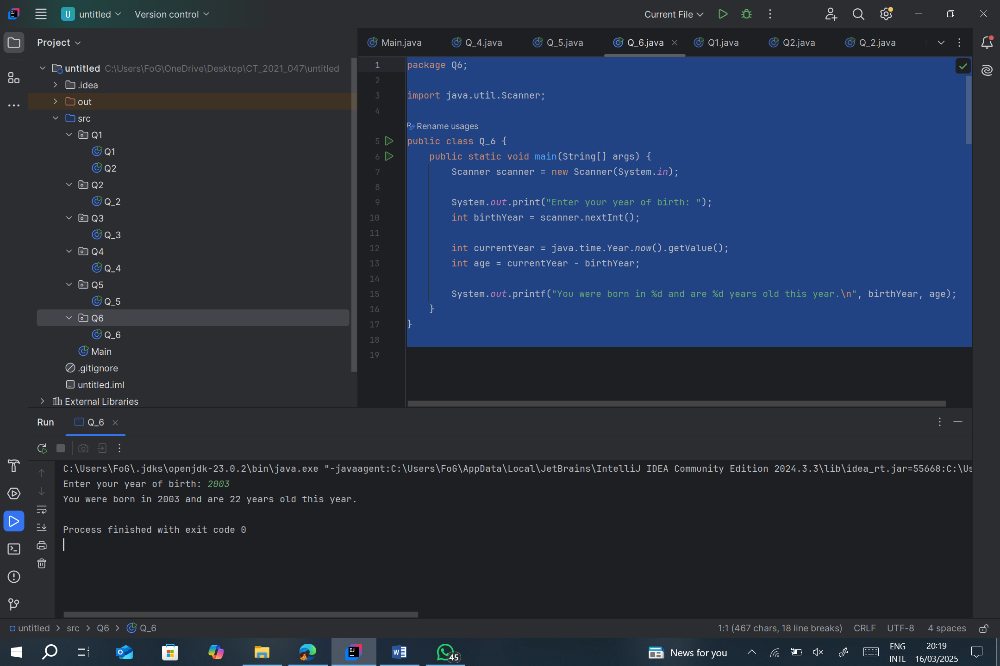 U untitled Version control Current File
Project
Main.java Q_4.java Q_5.java Q_6.java Q1.java Q2.java Q_2.java
untitled C:\Users\FoG\OneDrive\Desktop\CT_2021_047\untitled
.idea
out
src
Q1
Q1
Q2
Q2
Q_2
Q3
Q_3
Q4
Q_4
Q5
Q_5
Q6
Q_6
Main
.gitignore
untitled.iml
External Libraries
1 package Q6;
2
3 import java.util.Scanner;
4
Rename usages
5 public class Q_6 {
6 public static void main(String[] args) {
7 Scanner scanner = new Scanner(System.in);
8
9 System.out.print("Enter your year of birth: ");
10 int birthYear = scanner.nextInt();
11
12 int currentYear = java.time.Year.now().getValue();
13 int age = currentYear - birthYear;
14
15 System.out.printf("You were born in %d and are %d years old this year.\n", birthYear, age);
16 }
17 }
18
19
Run Q_6
C:\Users\FoG\.jdks\openjdk-23.0.2\bin\java.exe "-javaagent:C:\Users\FoG\AppData\Local\JetBrains\IntelliJ IDEA Community Edition 2024.3.3\lib\idea_rt.jar=55668:C:\Us
Enter your year of birth: 2003
You were born in 2003 and are 22 years old this year.
Process finished with exit code 0
untitled > src > Q6 > Q_6 1:1 (467 chars, 18 line breaks) CRLF UTF-8 4 spaces
45 News for you ENG 20:19
INTL 16/03/2025